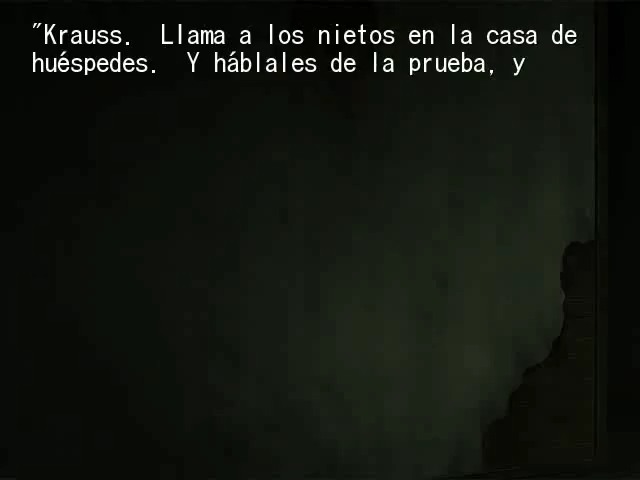 "Krauss.  Llama a los nietos en la casa de
huéspedes.  Y háblales de la prueba, y